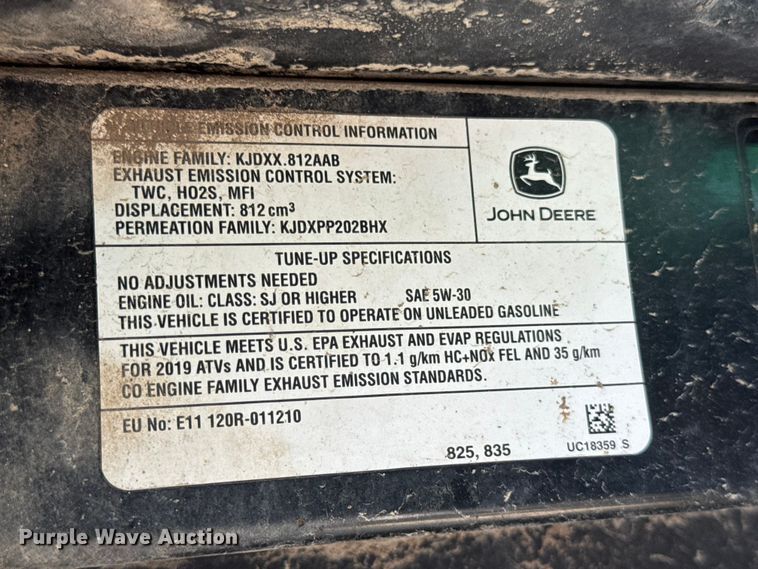 EMISSION CONTROL INFORMATION
ENGINE FAMILY: KJDXX.812AAB
EXHAUST EMISSION CONTROL SYSTEM:
TWC, HO2S, MFI
DISPLACEMENT: 812 cm³
PERMEATION FAMILY: KJDXPP202BHX
JOHN DEERE
TUNE-UP SPECIFICATIONS
NO ADJUSTMENTS NEEDED
ENGINE OIL: CLASS: SJ OR HIGHER SAE 5W-30
THIS VEHICLE IS CERTIFIED TO OPERATE ON UNLEADED GASOLINE
THIS VEHICLE MEETS U.S. EPA EXHAUST AND EVAP REGULATIONS
FOR 2019 ATVs AND IS CERTIFIED TO 1.1 g/km HC+NOx FEL AND 35 g/km
CO ENGINE FAMILY EXHAUST EMISSION STANDARDS.
EU No: E11 120R-011210
825, 835
UC18359 S
Purple Wave Auction